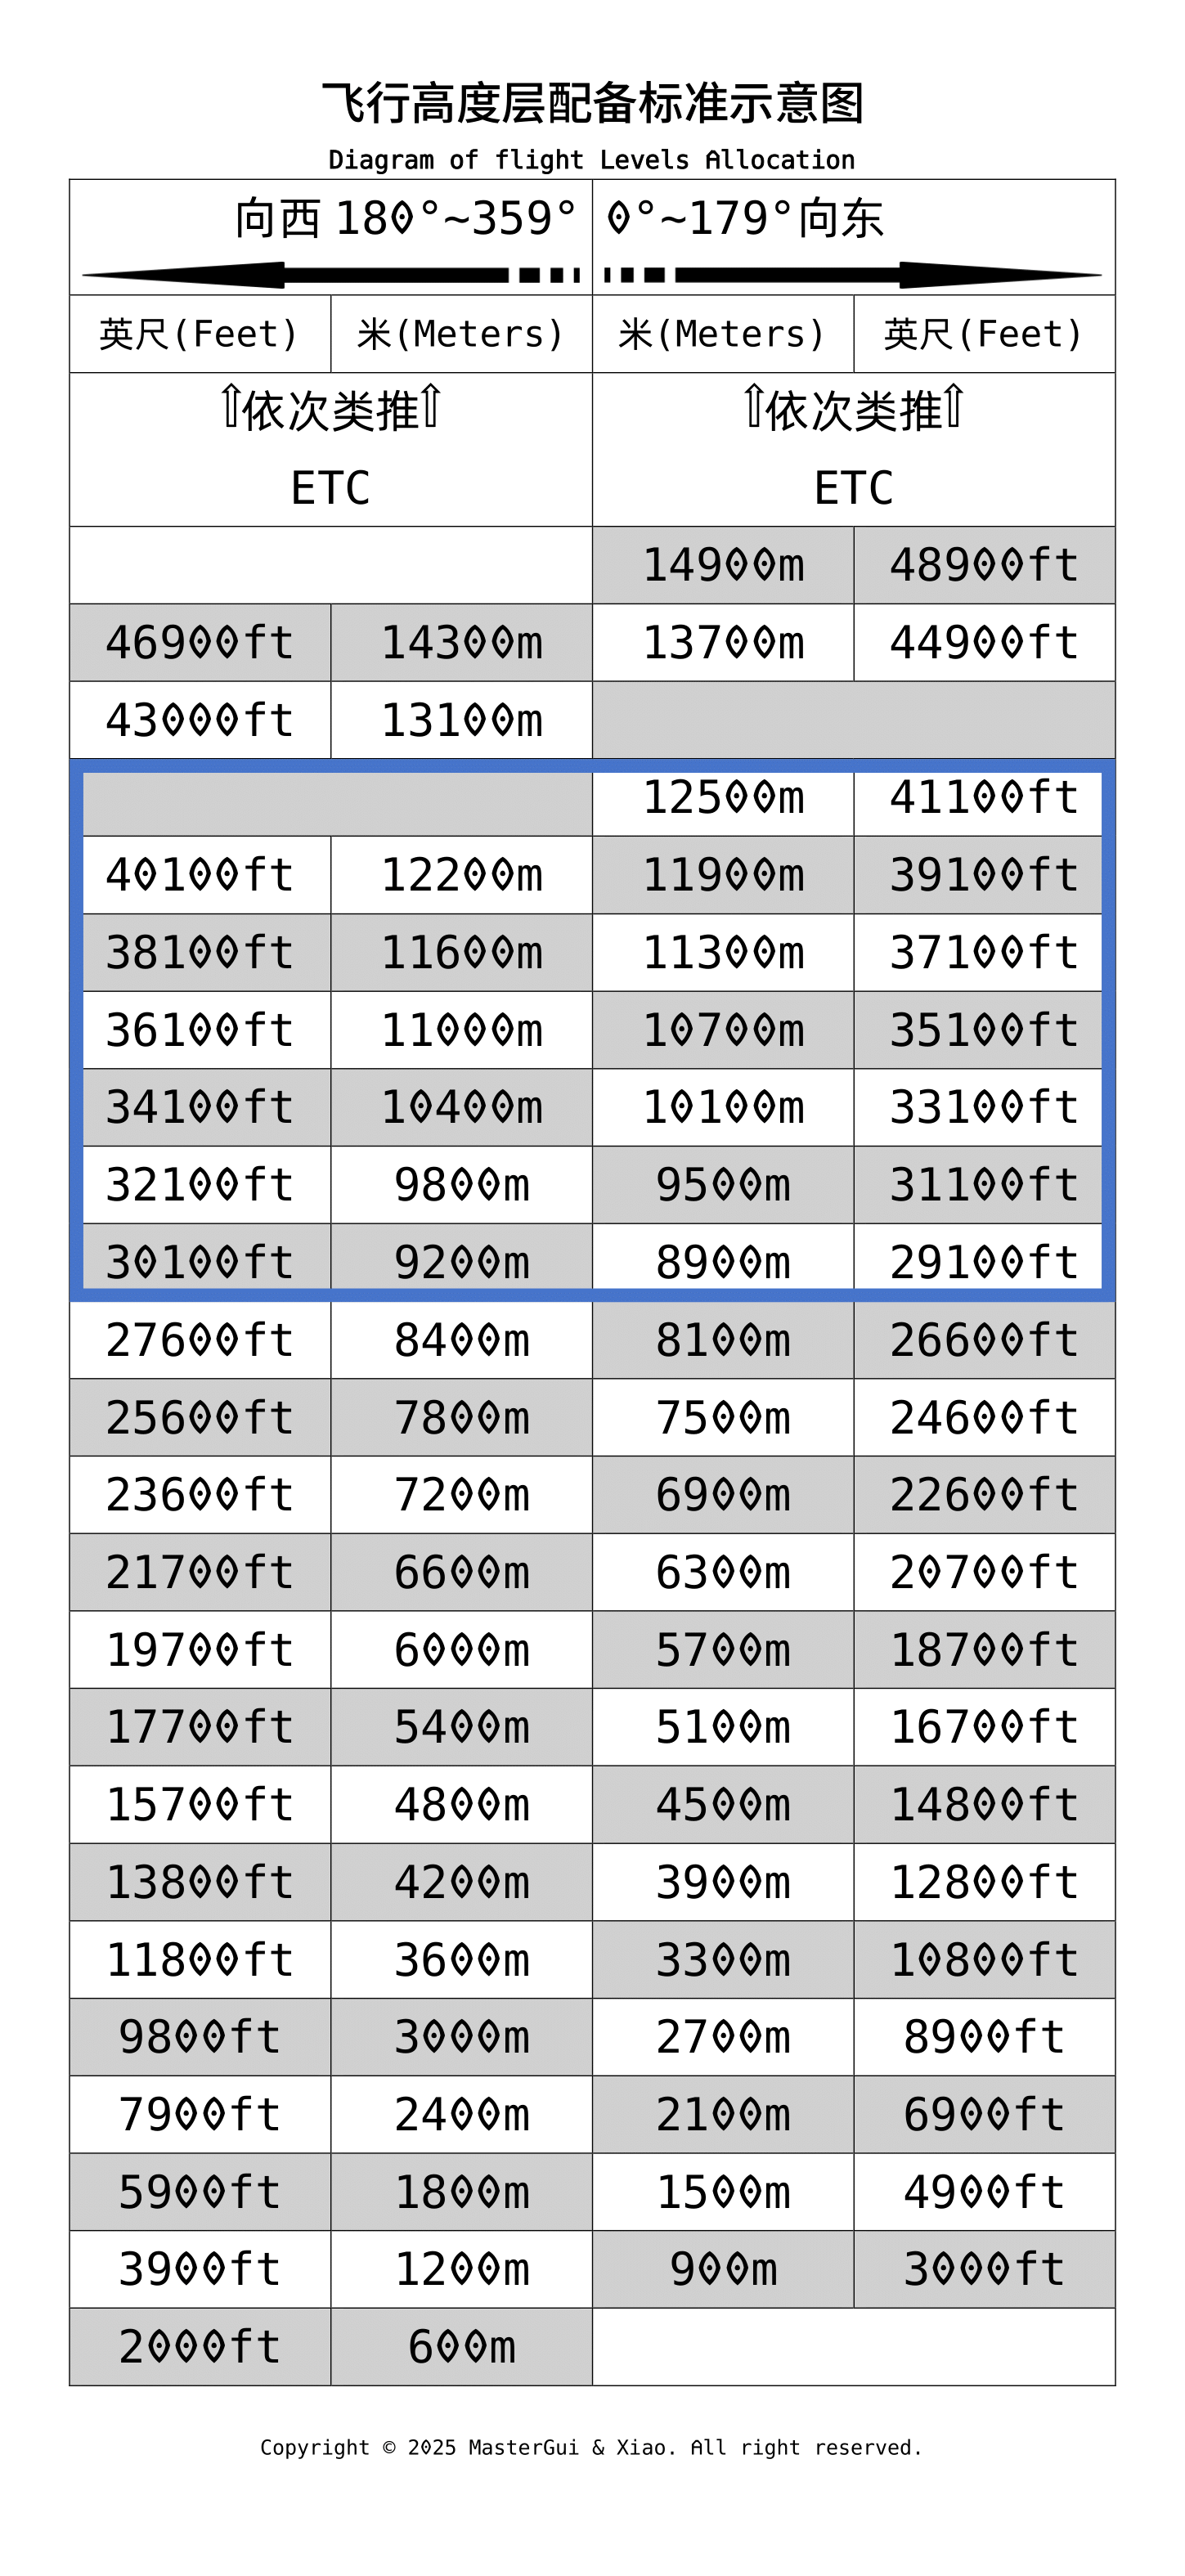 飞行高度层配备标准示意图
Diagram of flight Levels Allocation
向西 180°~359° 0°~179°向东
英尺(Feet) 米(Meters) 米(Meters) 英尺(Feet)
⇧依次类推⇧ ⇧依次类推⇧
ETC ETC
14900m 48900ft
46900ft 14300m 13700m 44900ft
43000ft 13100m
12500m 41100ft
40100ft 12200m 11900m 39100ft
38100ft 11600m 11300m 37100ft
36100ft 11000m 10700m 35100ft
34100ft 10400m 10100m 33100ft
32100ft 9800m 9500m 31100ft
30100ft 9200m 8900m 29100ft
27600ft 8400m 8100m 26600ft
25600ft 7800m 7500m 24600ft
23600ft 7200m 6900m 22600ft
21700ft 6600m 6300m 20700ft
19700ft 6000m 5700m 18700ft
17700ft 5400m 5100m 16700ft
15700ft 4800m 4500m 14800ft
13800ft 4200m 3900m 12800ft
11800ft 3600m 3300m 10800ft
9800ft 3000m 2700m 8900ft
7900ft 2400m 2100m 6900ft
5900ft 1800m 1500m 4900ft
3900ft 1200m 900m 3000ft
2000ft 600m
Copyright © 2025 MasterGui & Xiao. All right reserved.